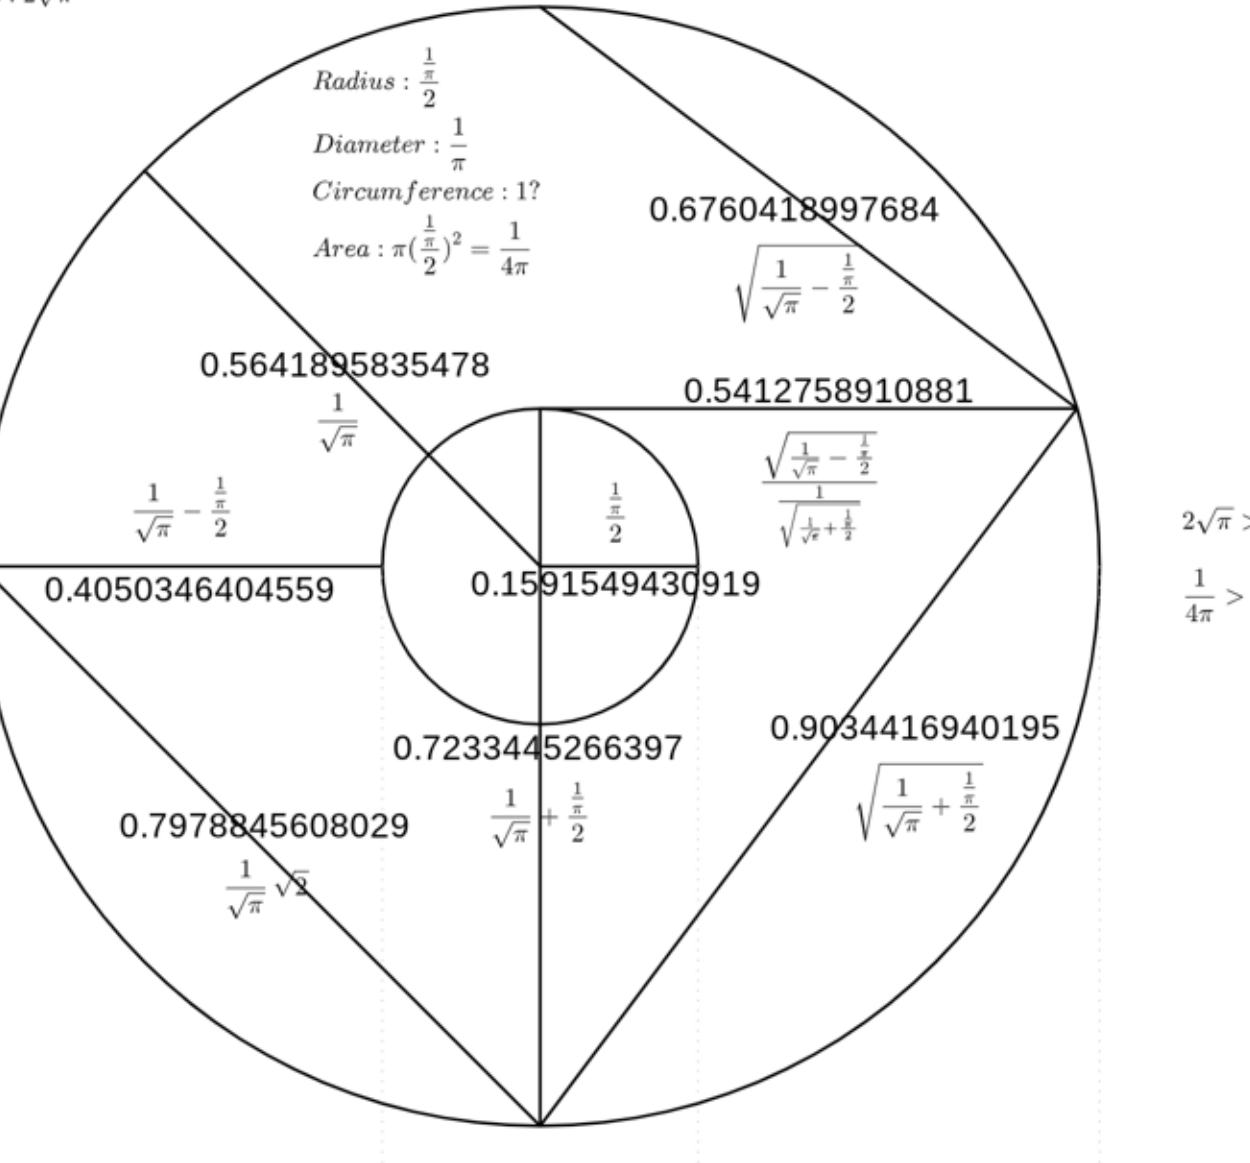 Radius : \frac{\frac{1}{\pi}}{2}
Diameter : \frac{1}{\pi}
Circumference : 1?
Area : \pi(\frac{\frac{1}{\pi}}{2})^2 = \frac{1}{4\pi}
0.6760418997684
\sqrt{\frac{1}{\sqrt{\pi}} - \frac{\frac{1}{\pi}}{2}}
0.5641895835478
\frac{1}{\sqrt{\pi}}
0.5412758910881
\frac{\sqrt{\frac{1}{\sqrt{\pi}} - \frac{\frac{1}{\pi}}{2}}}{\frac{1}{\sqrt{\frac{1}{\sqrt{\pi}} + \frac{\frac{1}{\pi}}{2}}}}
\frac{1}{\sqrt{\pi}} - \frac{\frac{1}{\pi}}{2}
\frac{\frac{1}{\pi}}{2}
2\sqrt{\pi} >
0.4050346404559
0.1591549430919
\frac{1}{4\pi} >
0.7233445266397
\frac{1}{\sqrt{\pi}} + \frac{\frac{1}{\pi}}{2}
0.9034416940195
\sqrt{\frac{1}{\sqrt{\pi}} + \frac{\frac{1}{\pi}}{2}}
0.7978845608029
\frac{1}{\sqrt{\pi}} \sqrt{2}